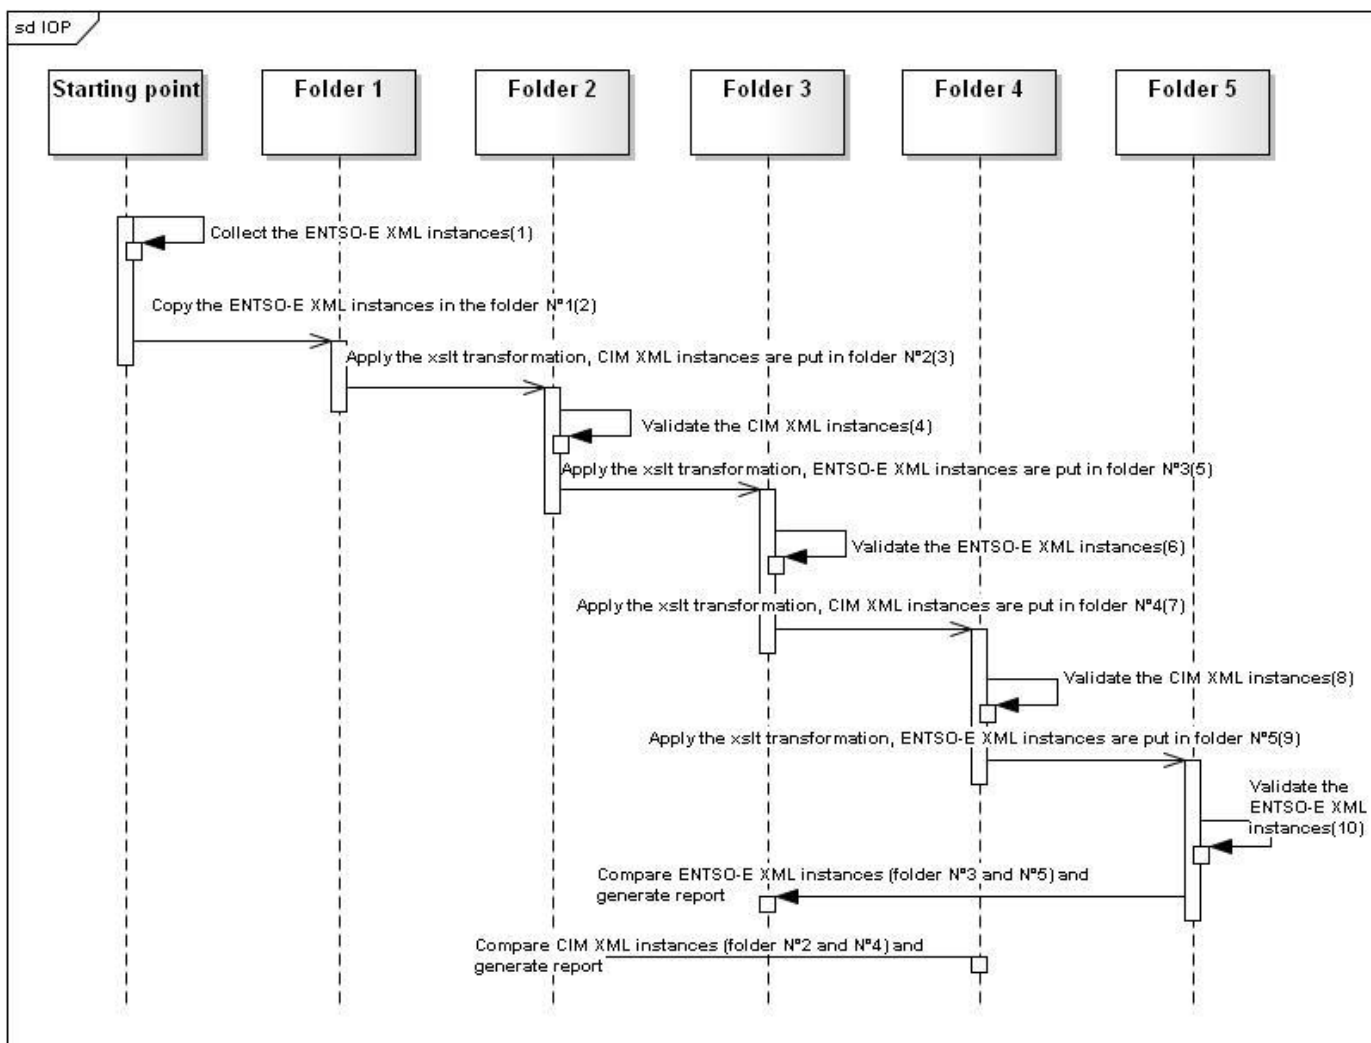 sd IOP
Starting point
Folder 1
Folder 2
Folder 3
Folder 4
Folder 5
Collect the ENTSO-E XML instances(1)
Copy the ENTSO-E XML instances in the folder N°1(2)
Apply the xslt transformation, CIM XML instances are put in folder N°2(3)
Validate the CIM XML instances(4)
Apply the xslt transformation, ENTSO-E XML instances are put in folder N°3(5)
Validate the ENTSO-E XML instances(6)
Apply the xslt transformation, CIM XML instances are put in folder N°4(7)
Validate the CIM XML instances(8)
Apply the xslt transformation, ENTSO-E XML instances are put in folder N°5(9)
Validate the
ENTSO-E XML
instances(10)
Compare ENTSO-E XML instances (folder N°3 and N°5) and
generate report
Compare CIM XML instances (folder N°2 and N°4) and
generate report